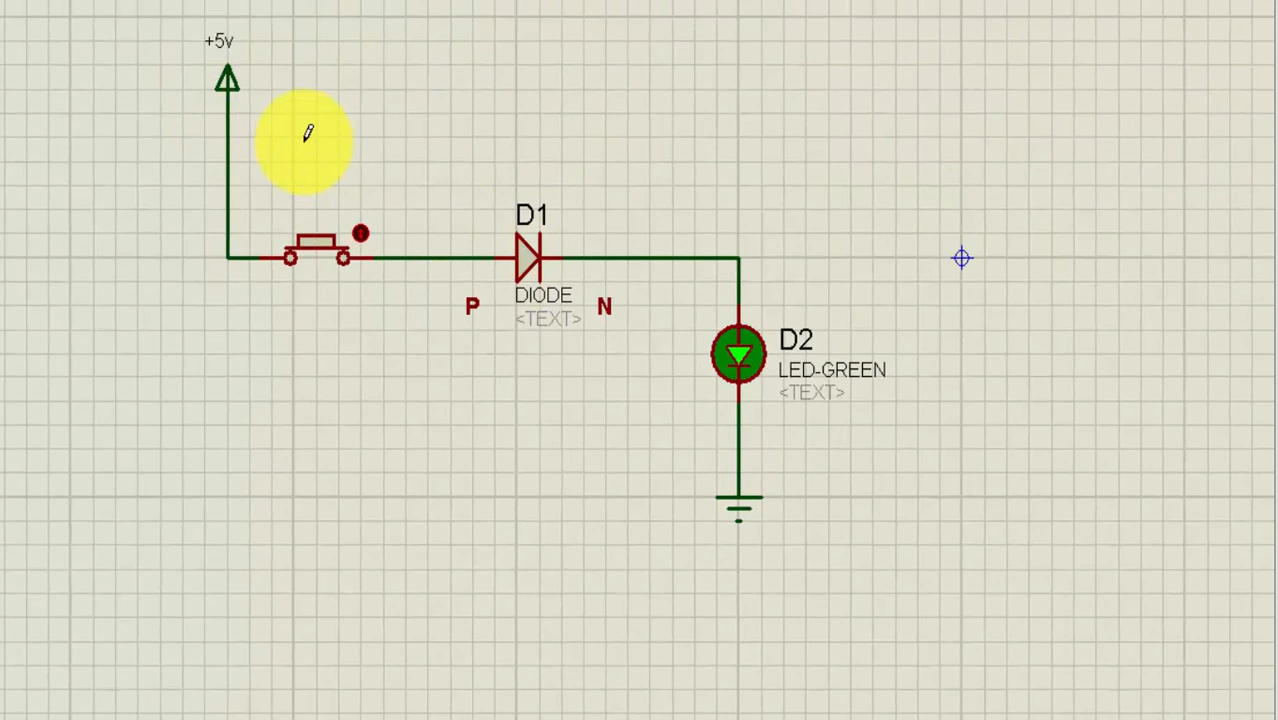 +5v
D1
DIODE
<TEXT>
P
N
D2
LED-GREEN
<TEXT>